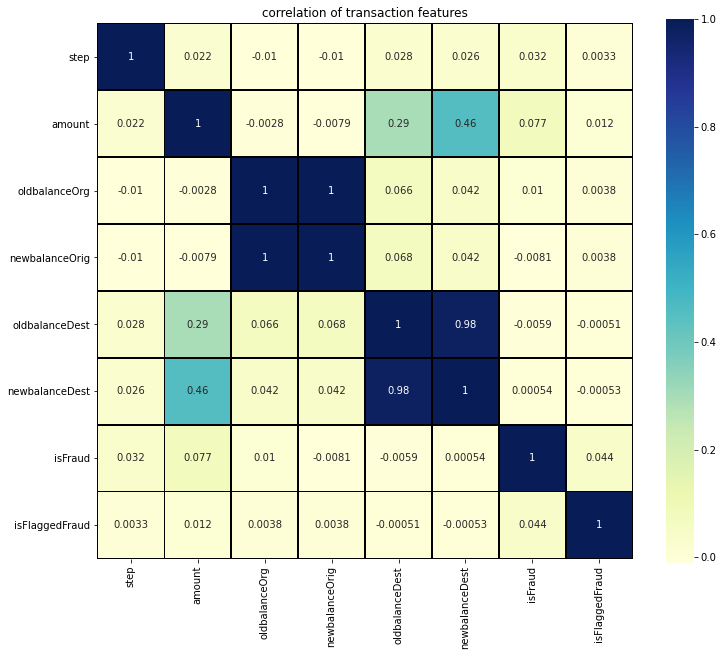 correlation of transaction features
step 1 0.022 -0.01 -0.01 0.028 0.026 0.032 0.0033
amount 0.022 1 -0.0028 -0.0079 0.29 0.46 0.077 0.012
oldbalanceOrg -0.01 -0.0028 1 1 0.066 0.042 0.01 0.0038
newbalanceOrig -0.01 -0.0079 1 1 0.068 0.042 -0.0081 0.0038
oldbalanceDest 0.028 0.29 0.066 0.068 1 0.98 -0.0059 -0.00051
newbalanceDest 0.026 0.46 0.042 0.042 0.98 1 0.00054 -0.00053
isFraud 0.032 0.077 0.01 -0.0081 -0.0059 0.00054 1 0.044
isFlaggedFraud 0.0033 0.012 0.0038 0.0038 -0.00051 -0.00053 0.044 1
step
amount
oldbalanceOrg
newbalanceOrig
oldbalanceDest
newbalanceDest
isFraud
isFlaggedFraud
1.0
0.8
0.6
0.4
0.2
0.0